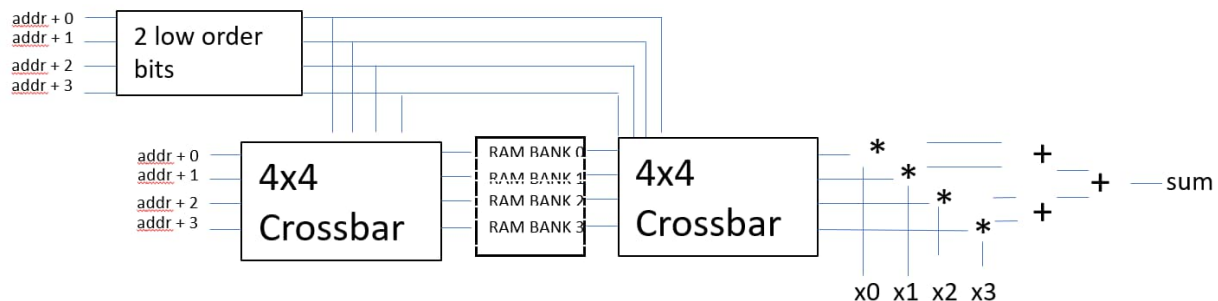 addr + 0
addr + 1
addr + 2
addr + 3
2 low order
bits
addr + 0
addr + 1
addr + 2
addr + 3
4x4
Crossbar
RAM BANK 0
RAM BANK 1
RAM BANK 2
RAM BANK 3
4x4
Crossbar
*
*
*
*
+
+
+
sum
x0 x1 x2 x3